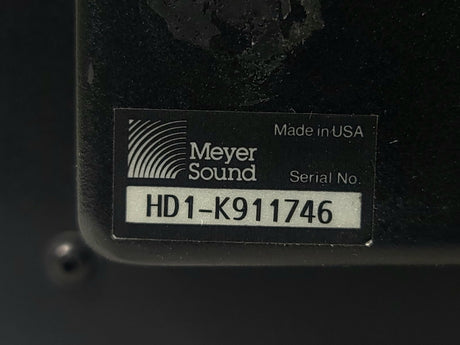 Made in USA
Meyer
Sound
Serial No.
HD1-K911746